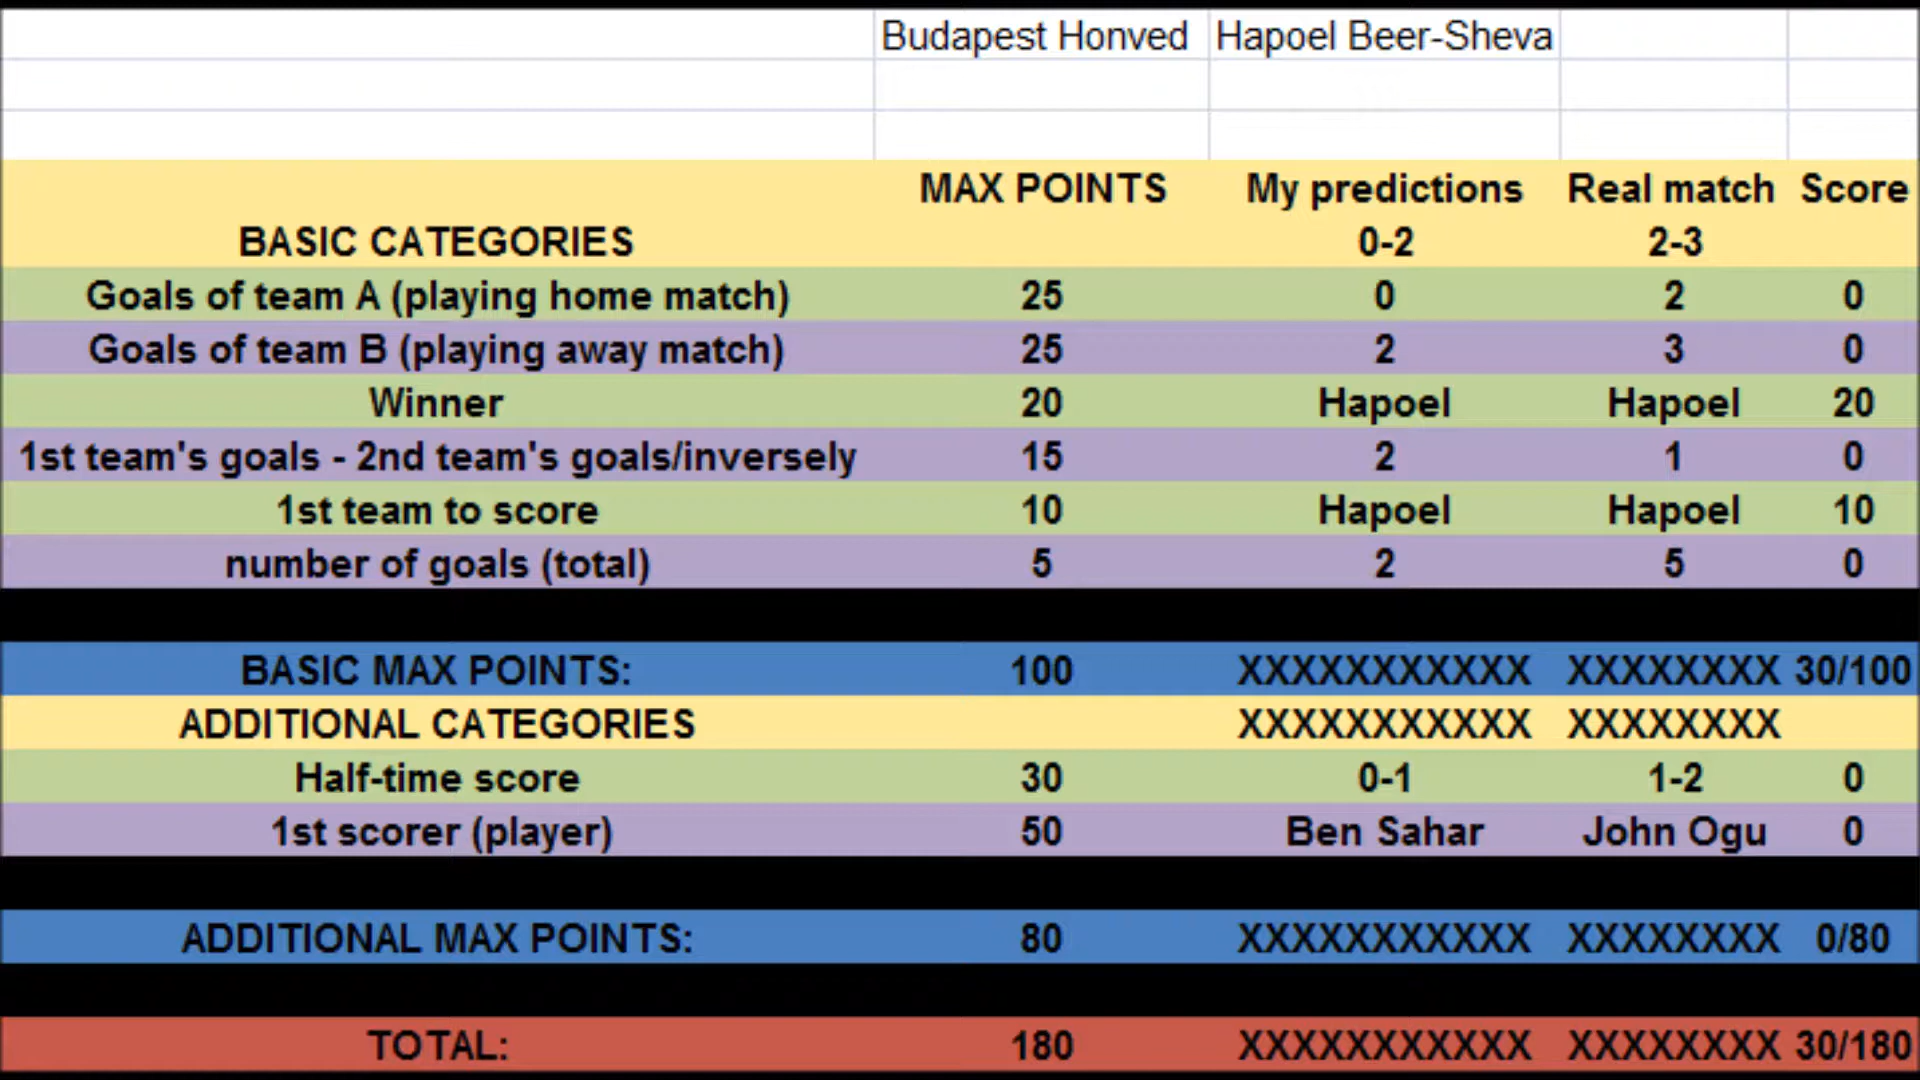 Budapest Honved Hapoel Beer-Sheva
MAX POINTS My predictions Real match Score
BASIC CATEGORIES 0-2 2-3
Goals of team A (playing home match) 25 0 2 0
Goals of team B (playing away match) 25 2 3 0
Winner 20 Hapoel Hapoel 20
1st team's goals - 2nd team's goals/inversely 15 2 1 0
1st team to score 10 Hapoel Hapoel 10
number of goals (total) 5 2 5 0
BASIC MAX POINTS: 100 XXXXXXXXXXX XXXXXXXX 30/100
ADDITIONAL CATEGORIES XXXXXXXXXXX XXXXXXXX
Half-time score 30 0-1 1-2 0
1st scorer (player) 50 Ben Sahar John Ogu 0
ADDITIONAL MAX POINTS: 80 XXXXXXXXXXX XXXXXXXX 0/80
TOTAL: 180 XXXXXXXXXXX XXXXXXXX 30/180